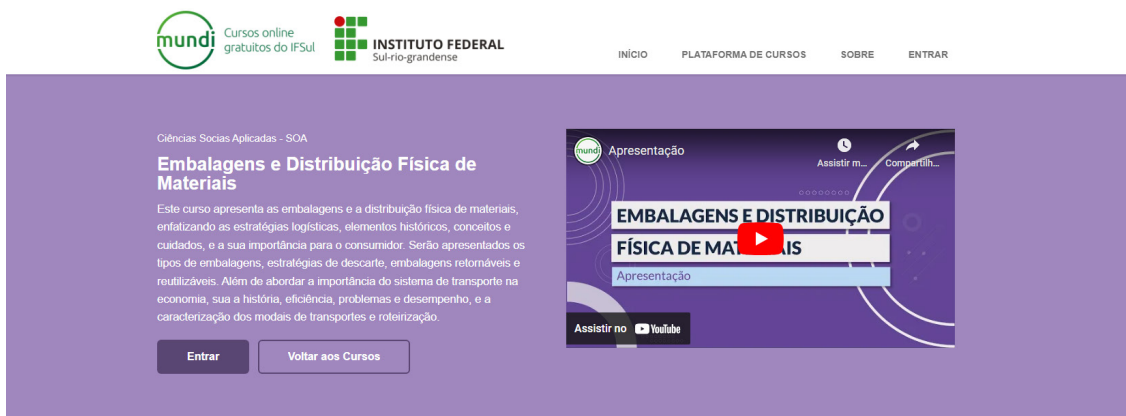 mundi
Cursos online
gratuitos do IFSul
INSTITUTO FEDERAL
Sul-rio-grandense
INÍCIO
PLATAFORMA DE CURSOS
SOBRE
ENTRAR
Ciências Socias Aplicadas - SOA
Embalagens e Distribuição Física de
Materiais
Este curso apresenta as embalagens e a distribuição física de materiais,
enfatizando as estratégias logísticas, elementos históricos, conceitos e
cuidados, e a sua importância para o consumidor. Serão apresentados os
tipos de embalagens, estratégias de descarte, embalagens retornáveis e
reutilizáveis. Além de abordar a importância do sistema de transporte na
economia, sua a história, eficiência, problemas e desempenho, e a
caracterização dos modais de transportes e roteirização.
Entrar
Voltar aos Cursos
mundi
Apresentação
Assistir m...
Compartilh...
EMBALAGENS E DISTRIBUIÇÃO
FÍSICA DE MA IS
Apresentação
Assistir no YouTube